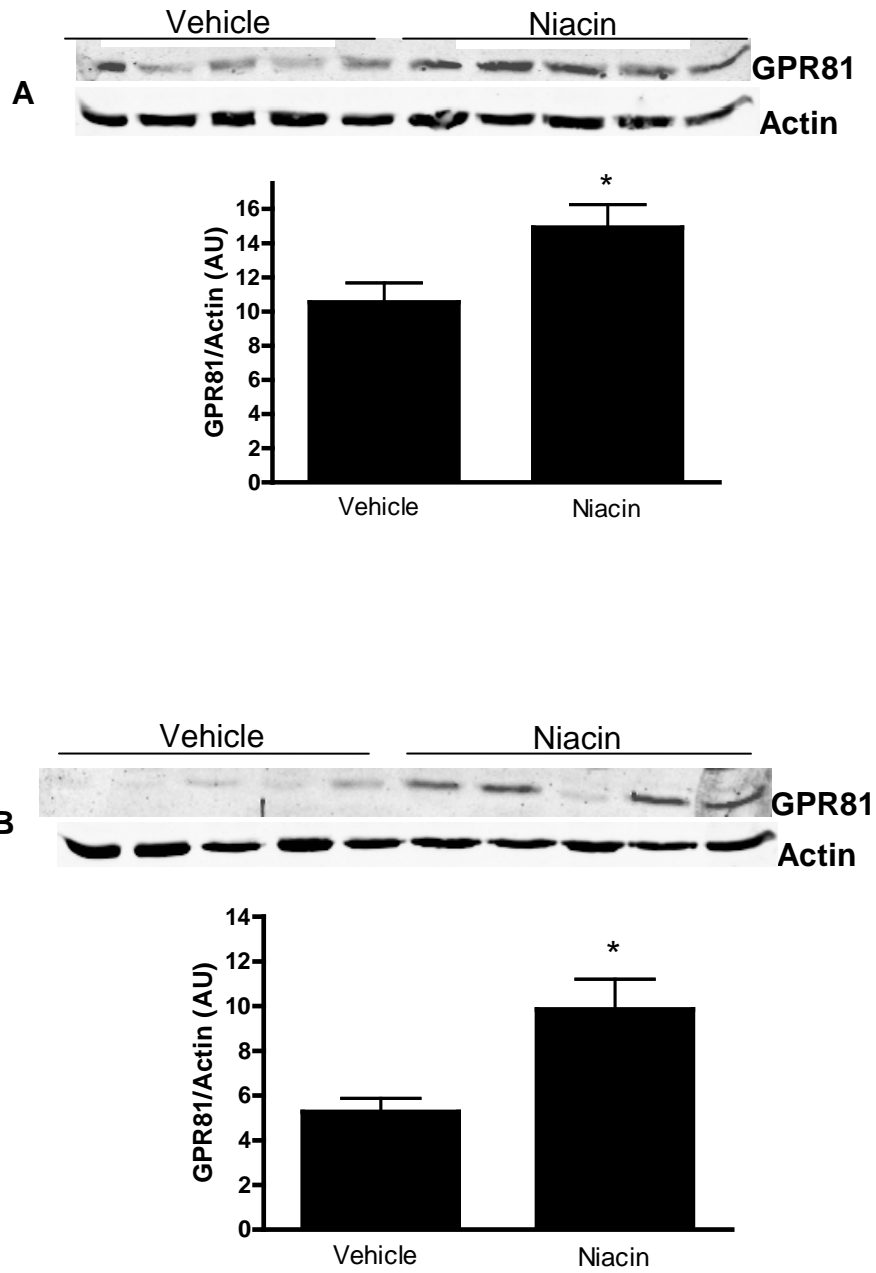 Vehicle Niacin
GPR81
A
Actin
*
16
14
12
10
8
6
4
2
0
GPR81/Actin (AU)
Vehicle Niacin
Vehicle Niacin
GPR81
B
Actin
*
14
12
10
8
6
4
2
0
GPR81/Actin (AU)
Vehicle Niacin